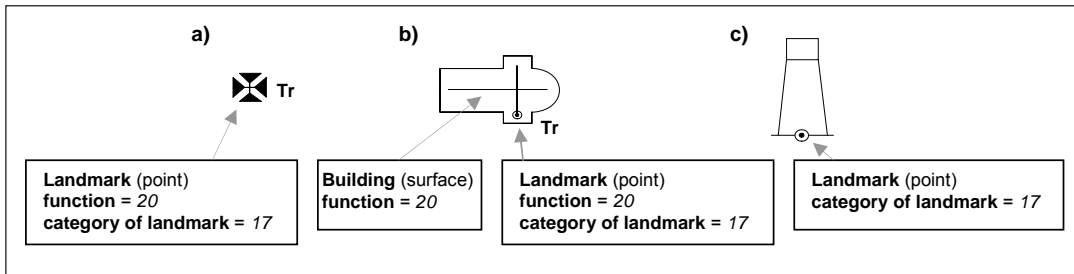 a)
Tr
Landmark (point)
function = 20
category of landmark = 17
b)
Tr
Building (surface)
function = 20
Landmark (point)
function = 20
category of landmark = 17
c)
Landmark (point)
category of landmark = 17